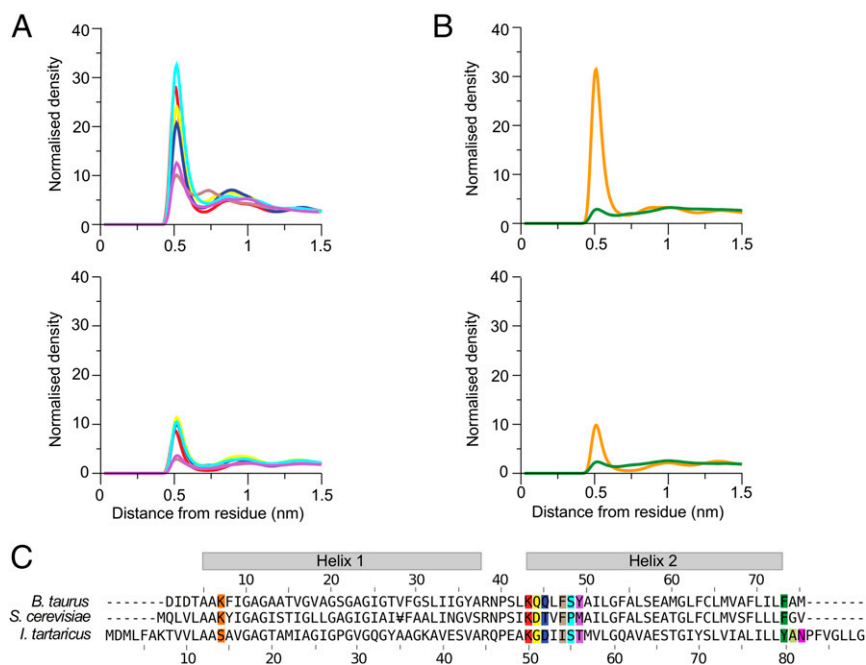 A
B
40
30
20
10
0
Normalised density
0
0.5
1
1.5
40
30
20
10
0
Normalised density
0
0.5
1
1.5
40
30
20
10
0
Normalised density
0
0.5
1
1.5
Distance from residue (nm)
40
30
20
10
0
Normalised density
0
0.5
1
1.5
Distance from residue (nm)
C
Helix 1
Helix 2
10 20 30 40 50 60 70
B. taurus -------DIDTAAKFIGAGAATVGVAGSGAGIGTVFGSLIIGYARNPSLKQQLFSYAILGFALSEAMGLFCLMVAFLILFAM-------
S. cerevisiae ------MQLVLAAKYIGAGISTIGLLGAGIGIAI¥FAALINGVSRNPSIKDTVFPMAILGFALSEATGLFCLMVSFLLLFGV-------
I. tartaricus MDMLFAKTVVLAASAVGAGTAMIAGIGPGVGQGYAAGKAVESVARQPEAKGDIISTMVLGQAVAESTGIYSLVIALILLYANPFVGLLG
10 20 30 40 50 60 70 80